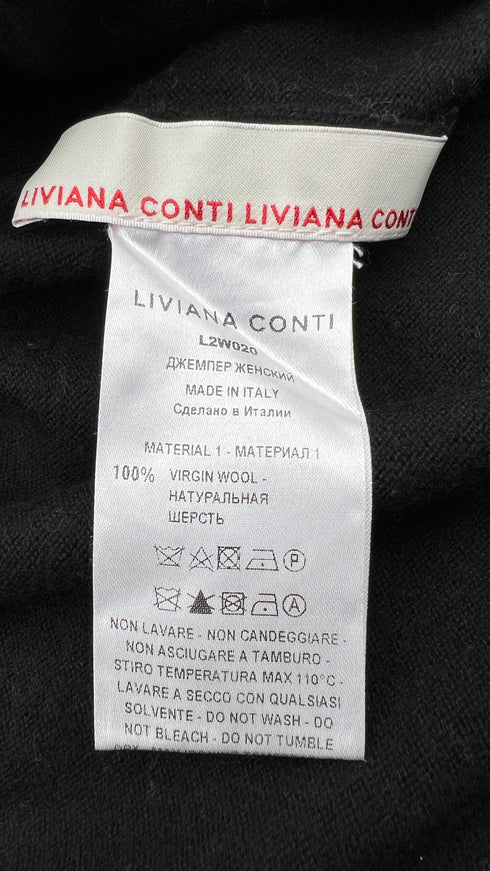 LIVIANA CONTI LIVIANA CONT
LIVIANA CONTI
L2W020
ДЖЕМПЕР ЖЕНСКИЙ
MADE IN ITALY
Сделано в Италии
MATERIAL 1 - МАТЕРИАЛ 1
100% VIRGIN WOOL -
НАТУРАЛЬНАЯ
ШЕРСТЬ
P
A
NON LAVARE - NON CANDEGGIARE -
NON ASCIUGARE A TAMBURO -
STIRO TEMPERATURA MAX 110°C -
LAVARE A SECCO CON QUALSIASI
SOLVENTE - DO NOT WASH - DO
NOT BLEACH - DO NOT TUMBLE